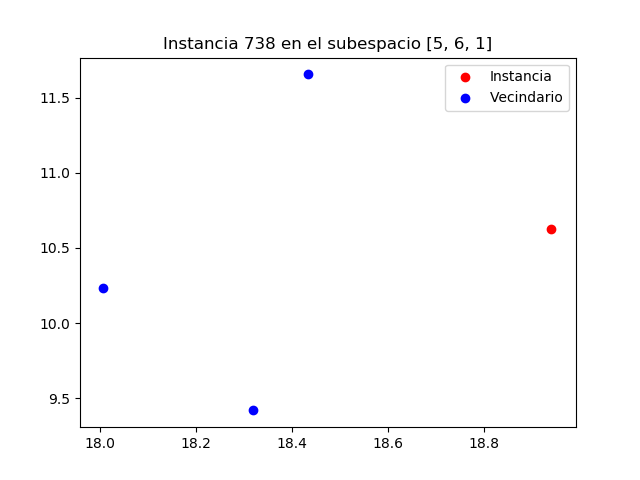 Instancia 738 en el subespacio [5, 6, 1]
Instancia
Vecindario
11.5
11.0
10.5
10.0
9.5
18.0 18.2 18.4 18.6 18.8